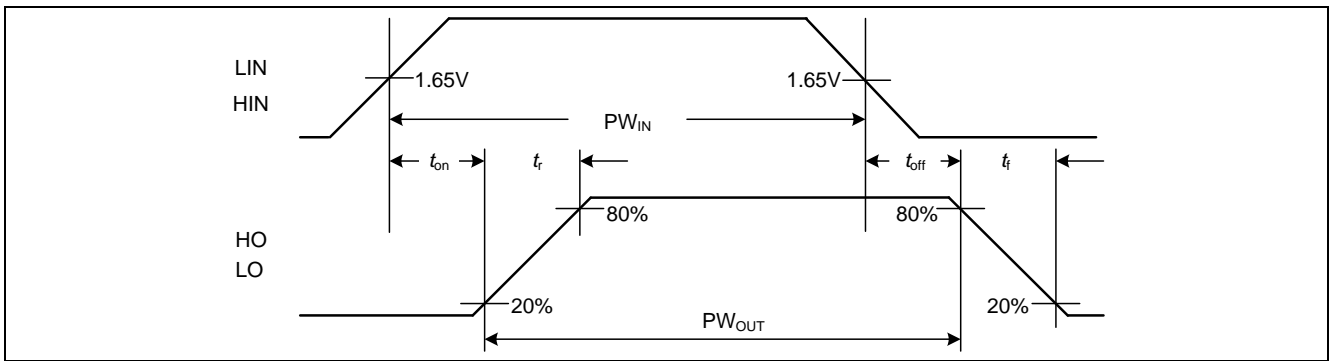 LIN
HIN
1.65V
1.65V
PWIN
ton
tr
toff
tf
HO
LO
80%
80%
20%
20%
PWOUT